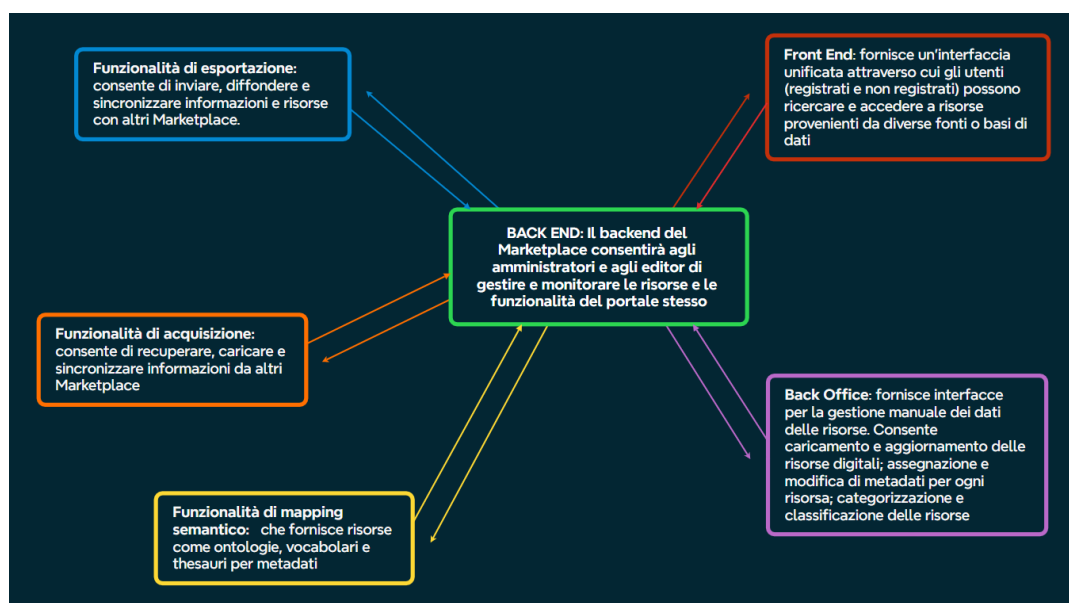 Funzionalità di esportazione:
consente di inviare, diffondere e
sincronizzare informazioni e risorse
con altri Marketplace.
Front End: fornisce un'interfaccia
unificata attraverso cui gli utenti
(registrati e non registrati) possono
ricercare e accedere a risorse
provenienti da diverse fonti o basi di
dati
BACK END: Il backend del
Marketplace consentirà agli
amministratori e agli editor di
gestire e monitorare le risorse e le
funzionalità del portale stesso
Funzionalità di acquisizione:
consente di recuperare, caricare e
sincronizzare informazioni da altri
Marketplace
Back Office: fornisce interfacce
per la gestione manuale dei dati
delle risorse. Consente
caricamento e aggiornamento delle
risorse digitali; assegnazione e
modifica di metadati per ogni
risorsa; categorizzazione e
classificazione delle risorse
Funzionalità di mapping
semantico: che fornisce risorse
come ontologie, vocabolari e
thesauri per metadati